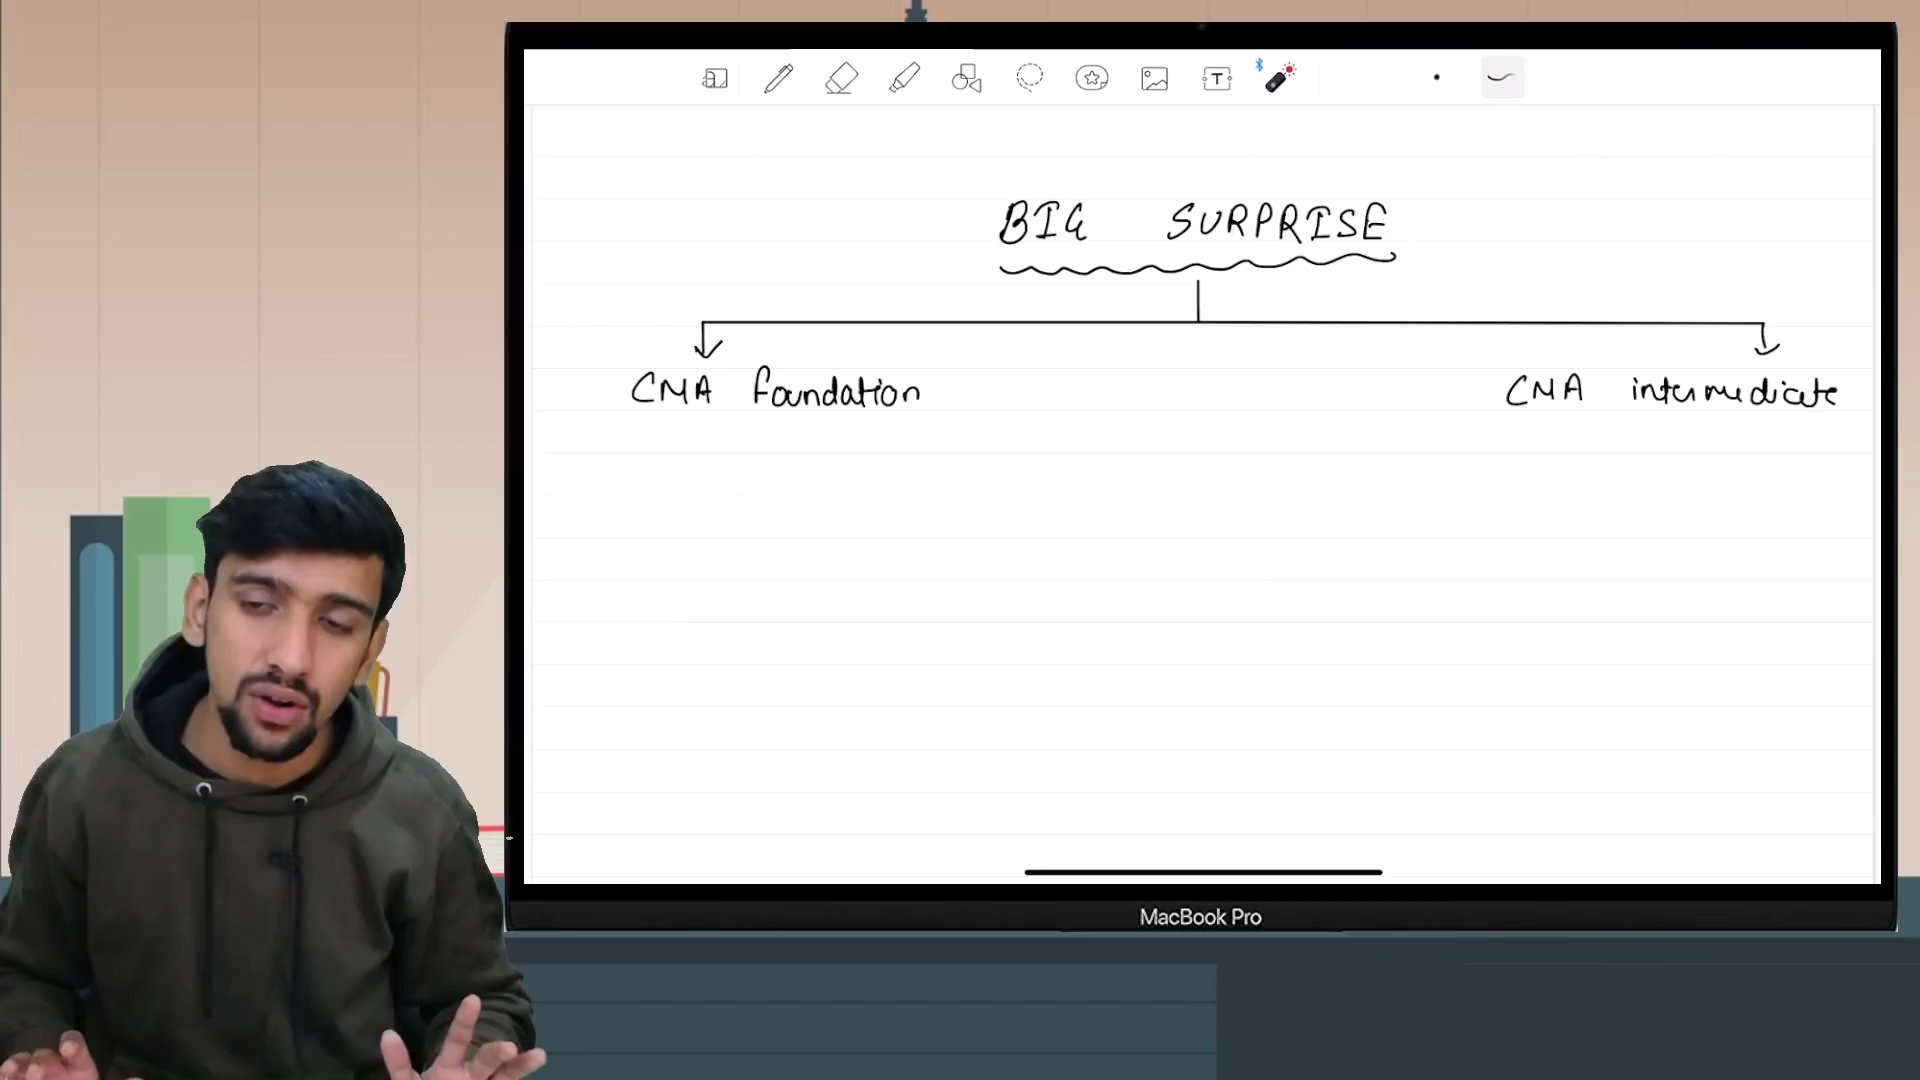 BIG SURPRISE
CMA foundation
CMA intermediate
MacBook Pro